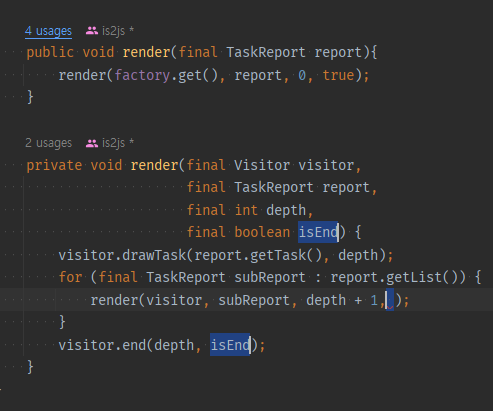 4 usages is2js *
public void render(final TaskReport report){
render(factory.get(), report, 0, true);
}
2 usages is2js *
private void render(final Visitor visitor,
final TaskReport report,
final int depth,
final boolean isEnd) {
visitor.drawTask(report.getTask(), depth);
for (final TaskReport subReport : report.getList()) {
render(visitor, subReport, depth + 1, );
}
visitor.end(depth, isEnd);
}